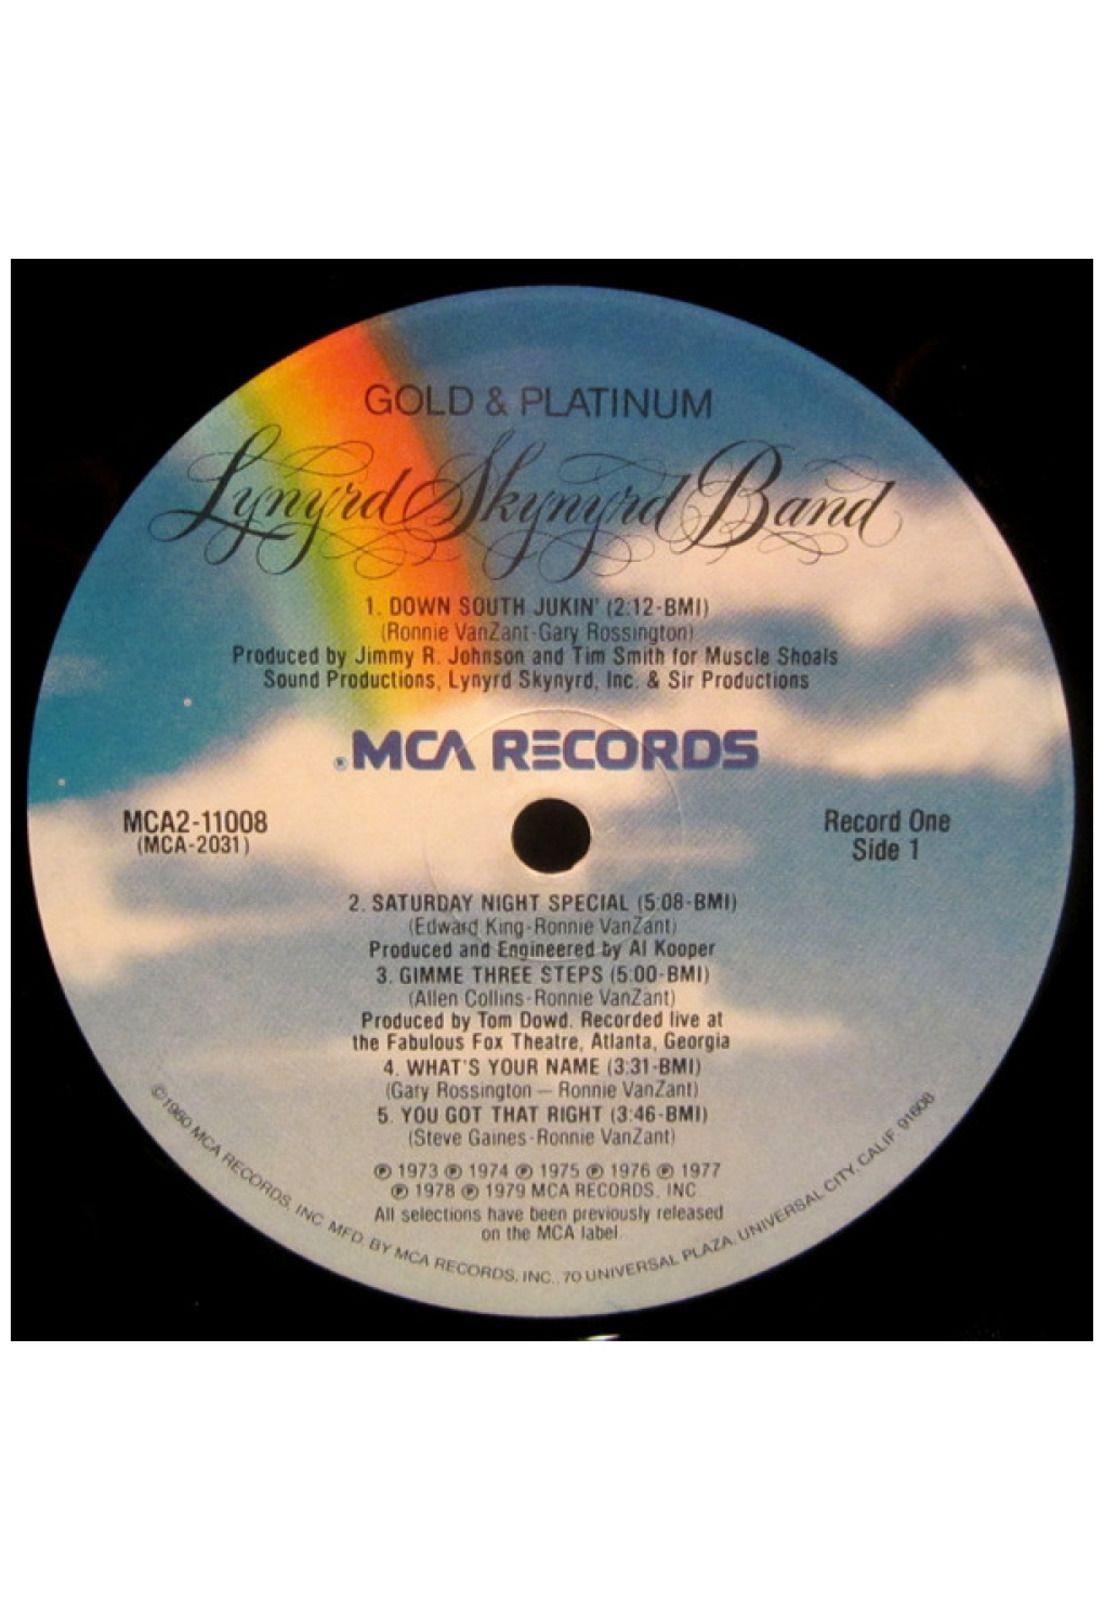 GOLD & PLATINUM
Lynyrd Skynyrd Band
1. DOWN SOUTH JUKIN' (2:12-BMI)
(Ronnie VanZant-Gary Rossington)
Produced by Jimmy R. Johnson and Tim Smith for Muscle Shoals
Sound Productions, Lynyrd Skynyrd, Inc. & Sir Productions
®MCA RECORDS
MCA2-11008
(MCA-2031)
Record One
Side 1
2. SATURDAY NIGHT SPECIAL (5:08-BMI)
(Edward King-Ronnie VanZant)
Produced and Engineered by Al Kooper
3. GIMME THREE STEPS (5:00-BMI)
(Allen Collins-Ronnie VanZant)
Produced by Tom Dowd. Recorded live at
the Fabulous Fox Theatre, Atlanta, Georgia
4. WHAT'S YOUR NAME (3:31-BMI)
(Gary Rossington — Ronnie VanZant)
5. YOU GOT THAT RIGHT (3:46-BMI)
(Steve Gaines-Ronnie VanZant)
℗ 1973 ℗ 1974 ℗ 1975 ℗ 1976 ℗ 1977
℗ 1978 ℗ 1979 MCA RECORDS, INC.
All selections have been previously released
on the MCA label
©1980 MCA RECORDS, INC. MFD. BY MCA RECORDS, INC., 70 UNIVERSAL PLAZA, UNIVERSAL CITY, CALIF. 91608